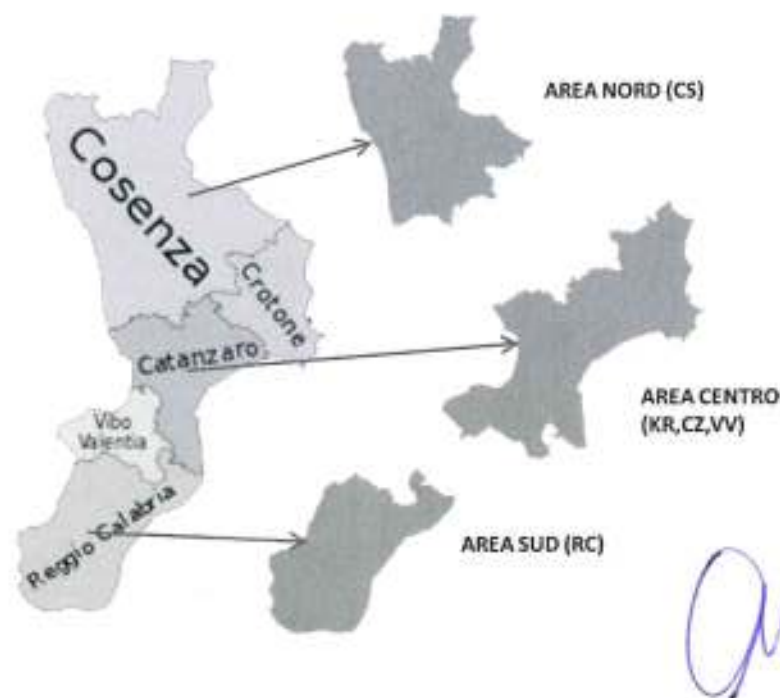 AREA NORD (CS)
Cosenza
Crotone
Catanzaro
AREA CENTRO
(KR,CZ,VV)
Vibo
Valentia
Reggio Calabria
AREA SUD (RC)